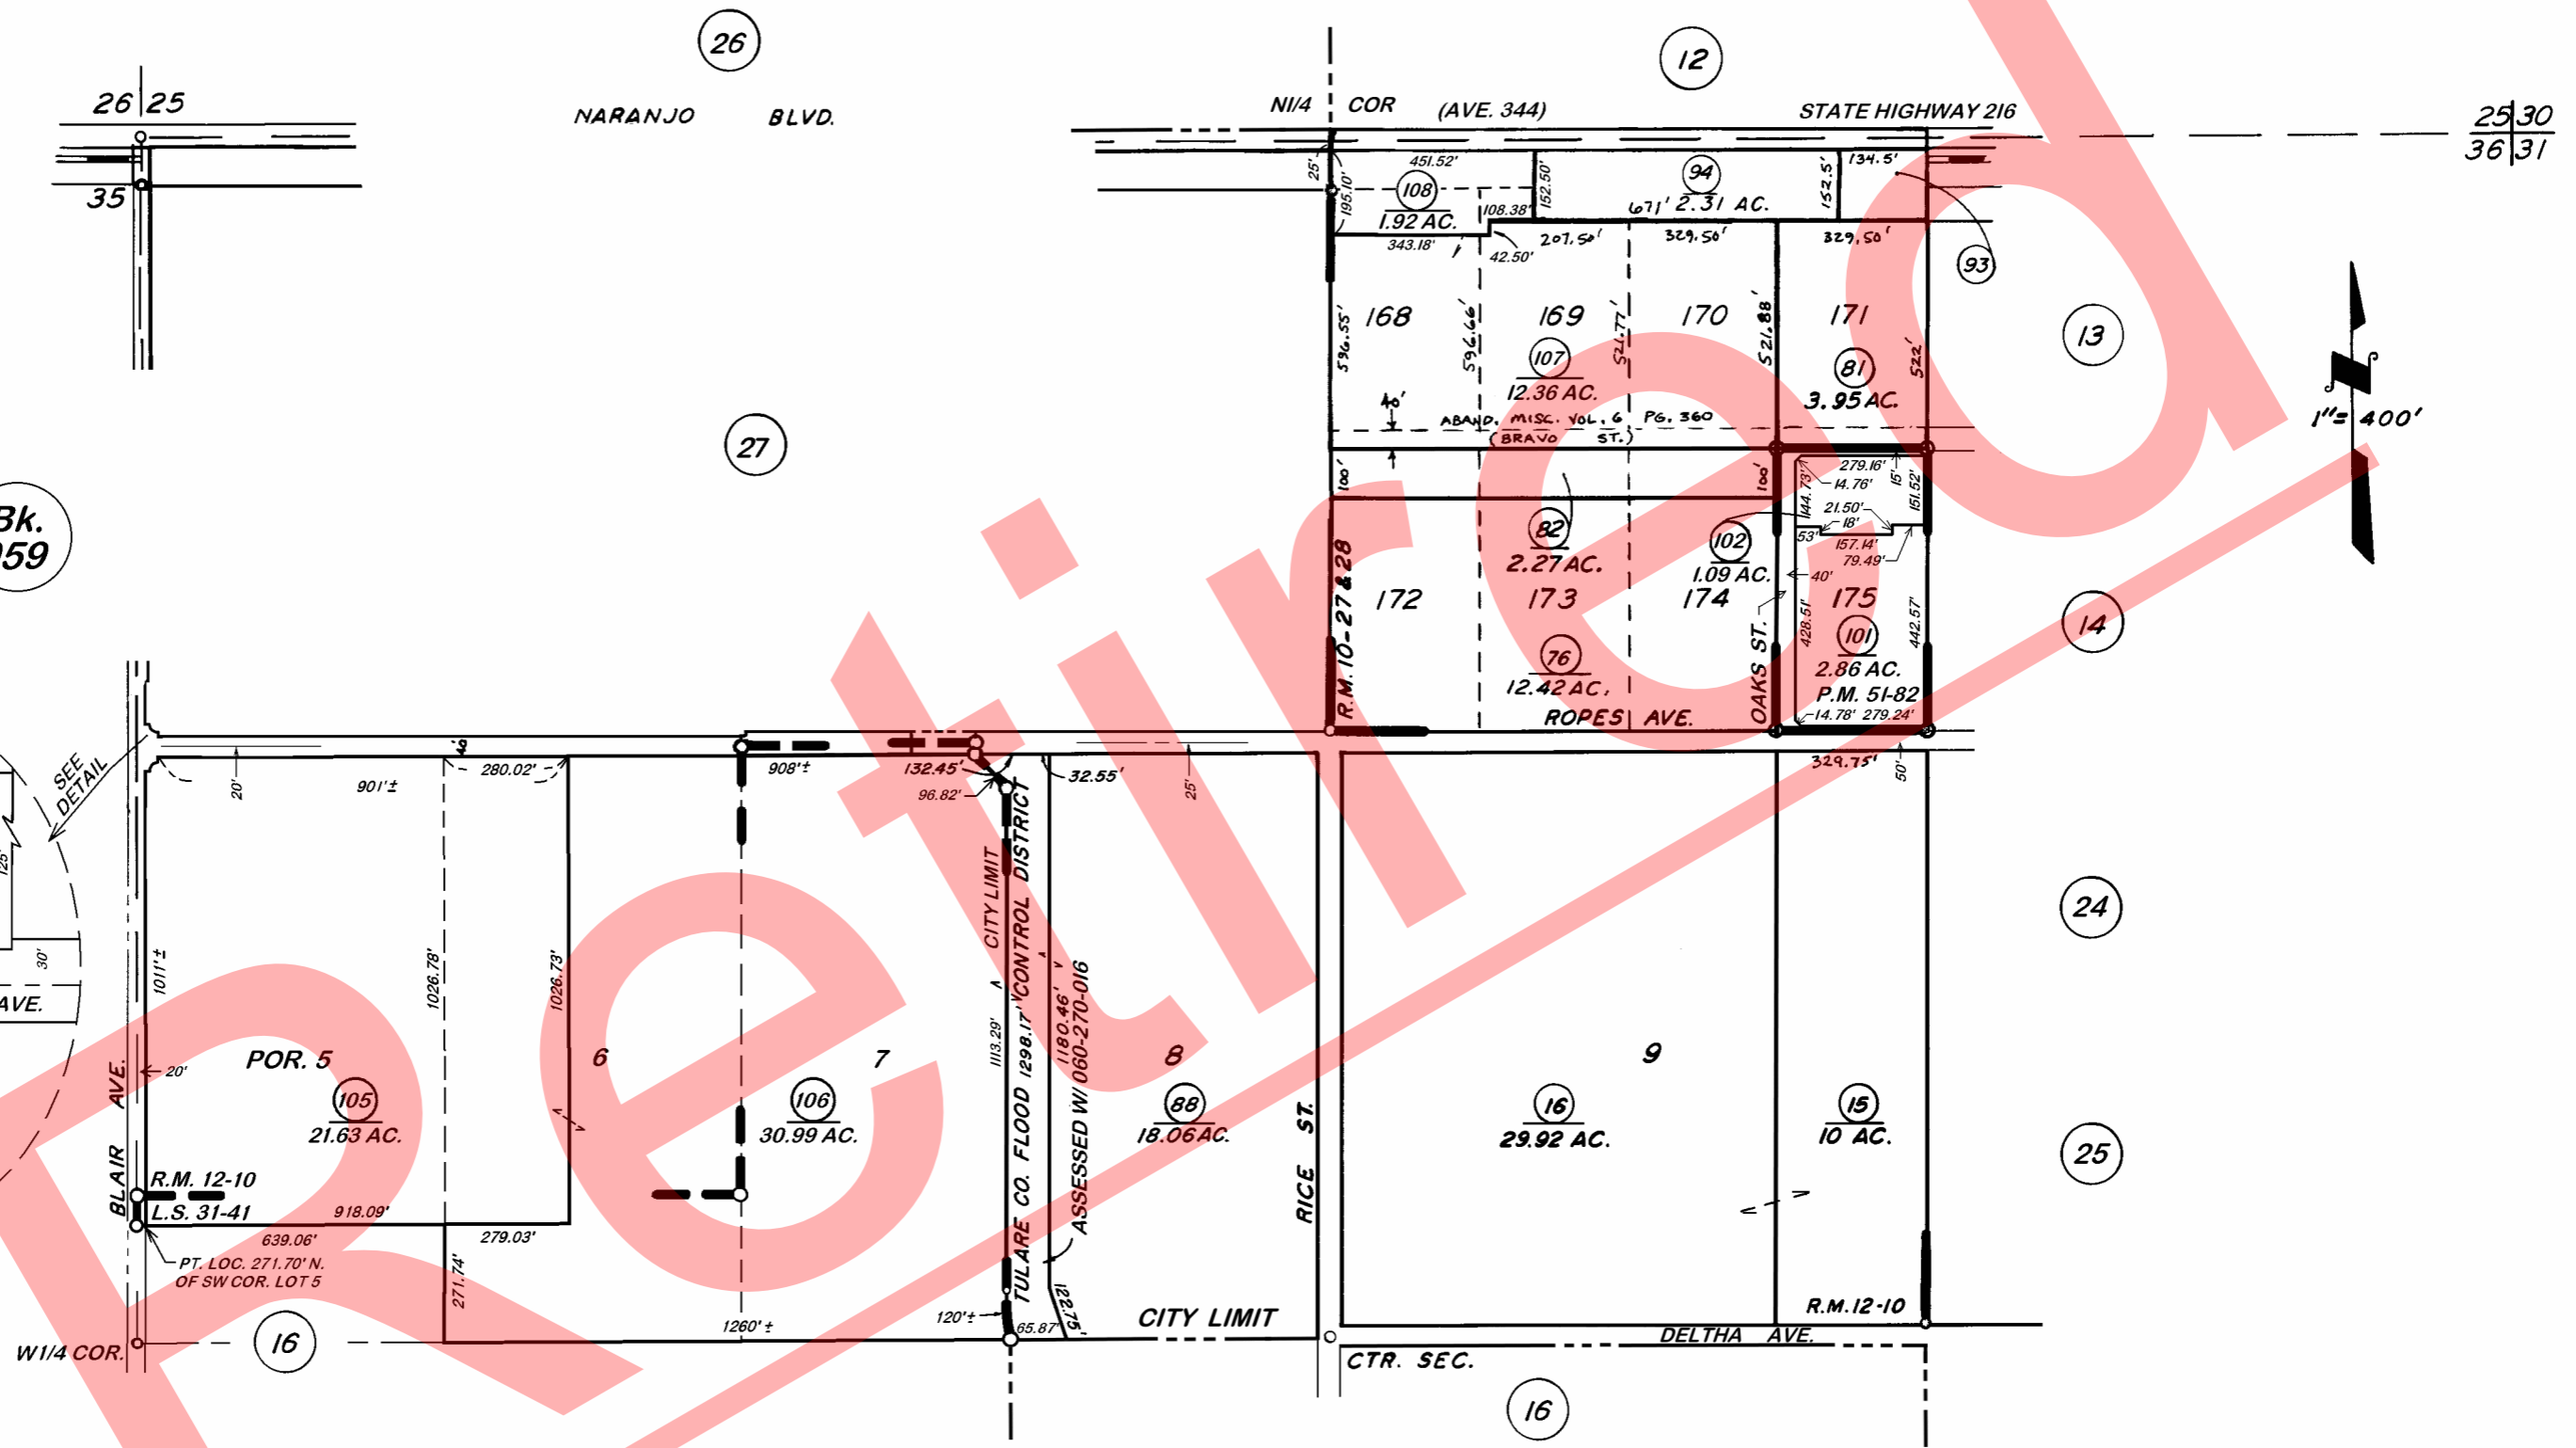 26
12
26 25
35
NARANJO BLVD.
N1/4 COR
(AVE. 344)
STATE HIGHWAY 216
25 30
36 31
25'
195.10'
451.52'
108
1.92 AC.
343.18'
108.38'
42.50'
152.50'
94
671' 2.31 AC.
152.5'
134.5'
93
207.50'
329.50'
329.50'
168
169
170
171
596.55'
596.66'
521.77'
521.88'
522'
107
12.36 AC.
81
3.95 AC.
13
1"= 400'
40'
ABAND. MISC. VOL. 6 PG. 360
(BRAVO ST.)
27
Bk.
059
100'
100'
279.16'
14.76'
15'
144.73'
151.52'
21.50'
18'
53'
157.14'
79.49'
82
2.27 AC.
102
1.09 AC.
40'
172
173
174
175
428.51'
442.57'
101
2.86 AC.
P.M. 51-82
14.78' 279.24'
14
R.M. 10-27 & 28
76
12.42 AC.
OAKS ST.
ROPES AVE.
SEE
DETAIL
20'
901'±
280.02'
908'±
132.45'
96.82'
32.55'
25'
329.75'
50'
125'
30'
AVE.
1011'±
1026.78'
1026.73'
CITY LIMIT
1113.29'
TULARE CO. FLOOD 1298.17' CONTROL DISTRICT
1180.46'
ASSESSED W/ 060-270-016
24
POR. 5
6
7
8
9
BLAIR AVE.
20'
105
21.63 AC.
106
30.99 AC.
88
18.06 AC.
RICE ST.
16
29.92 AC.
15
10 AC.
25
R.M. 12-10
L.S. 31-41
918.09'
639.06'
279.03'
PT. LOC. 271.70' N.
OF SW COR. LOT 5
271.74'
1260'±
120'±
65.87'
122.75'
CITY LIMIT
R.M. 12-10
DELTHA AVE.
W1/4 COR.
16
CTR. SEC.
16
Retired